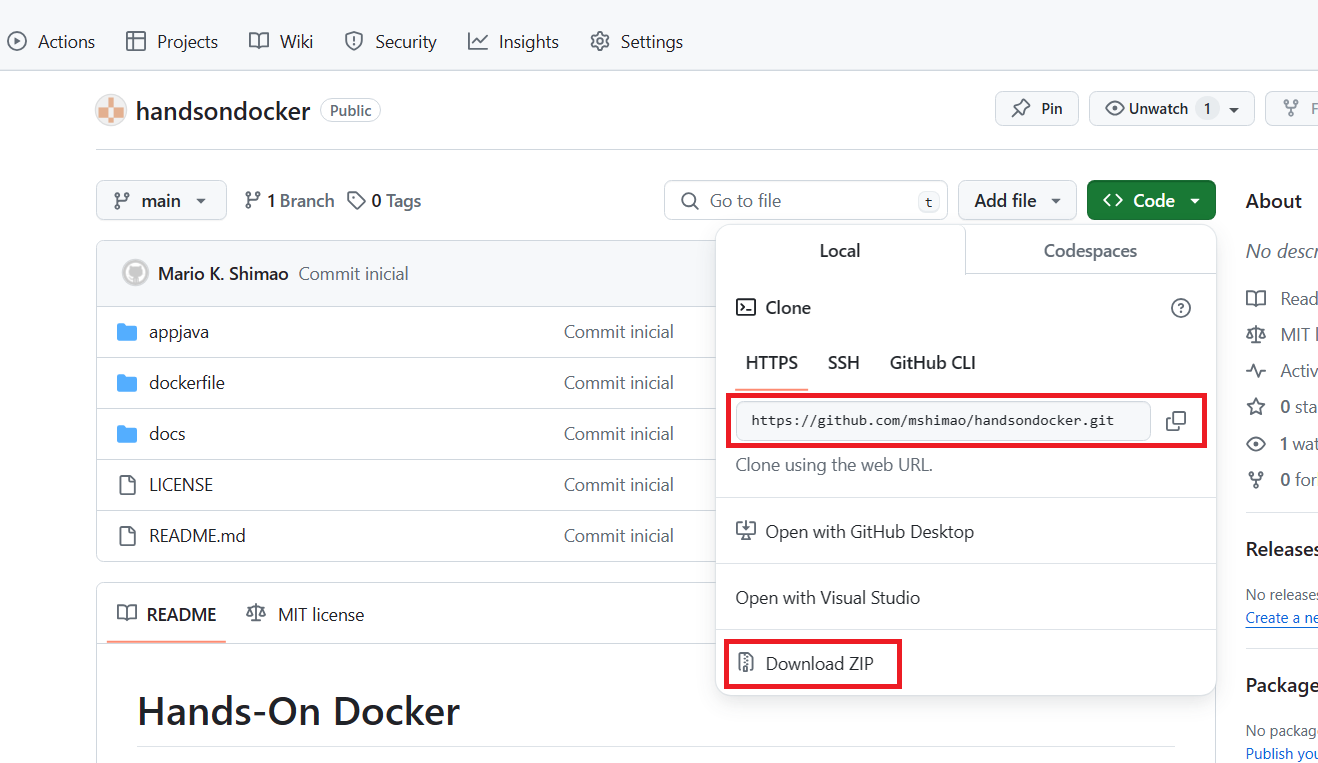 Actions Projects Wiki Security Insights Settings
handsondocker Public Pin Unwatch 1 F
main 1 Branch 0 Tags Go to file t Add file Code
Mario K. Shimao Commit inicial
appjava Commit inicial
dockerfile Commit inicial
docs Commit inicial
LICENSE Commit inicial
README.md Commit inicial
README MIT license
Hands-On Docker
Local Codespaces
Clone
HTTPS SSH GitHub CLI
https://github.com/mshimao/handsondocker.git
Clone using the web URL.
Open with GitHub Desktop
Open with Visual Studio
Download ZIP
About
No descr
Read
MIT l
Activ
0 sta
1 wat
0 for
Releases
No releases
Create a ne
Package
No packag
Publish you